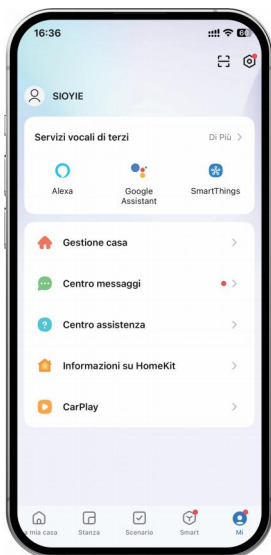 16:36
SIOYIE
Servizi vocali di terzi
Di Più >
Alexa
Google
Assistant
SmartThings
Gestione casa
Centro messaggi
Centro assistenza
Informazioni su HomeKit
CarPlay
mia casa
Stanza
Scenario
Smart
Mi